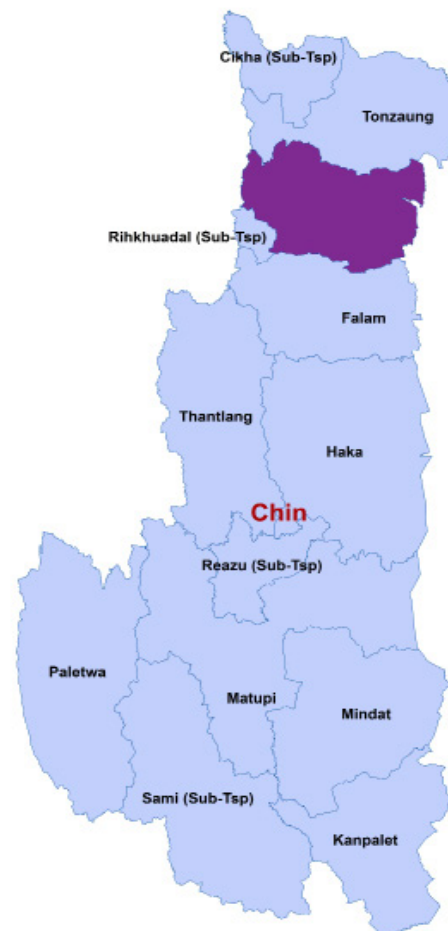 Cikha (Sub-Tsp)
Tonzaung
Rihkhuadal (Sub-Tsp)
Falam
Thantlang
Haka
Chin
Reazu (Sub-Tsp)
Paletwa
Matupi
Mindat
Sami (Sub-Tsp)
Kanpalet